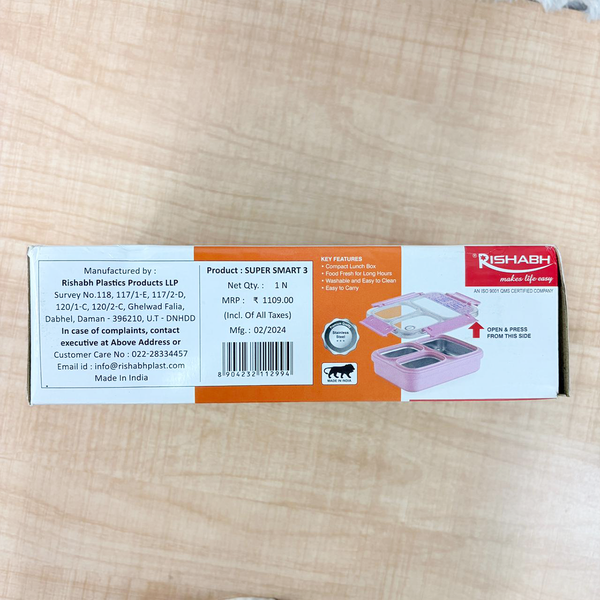 Manufactured by :
Rishabh Plastics Products LLP
Survey No.118, 117/1-E, 117/2-D,
120/1-C, 120/2-C, Ghelwad Falia,
Dabhel, Daman - 396210, U.T - DNHDD
In case of complaints, contact
executive at Above Address or
Customer Care No : 022-28334457
Email id : info@rishabhplast.com
Made In India
Product : SUPER SMART 3
Net Qty. : 1 N
MRP : ₹ 1109.00
(Incl. Of All Taxes)
Mfg. : 02/2024
8 904232 112994
KEY FEATURES
• Compact Lunch Box
• Food Fresh for Long Hours
• Washable and Easy to Clean
• Easy to Carry
Stainless
Steel
MAKE IN INDIA
®RISHABH
makes life easy
AN ISO 9001 QMS CERTIFIED COMPANY
OPEN & PRESS
FROM THIS SIDE